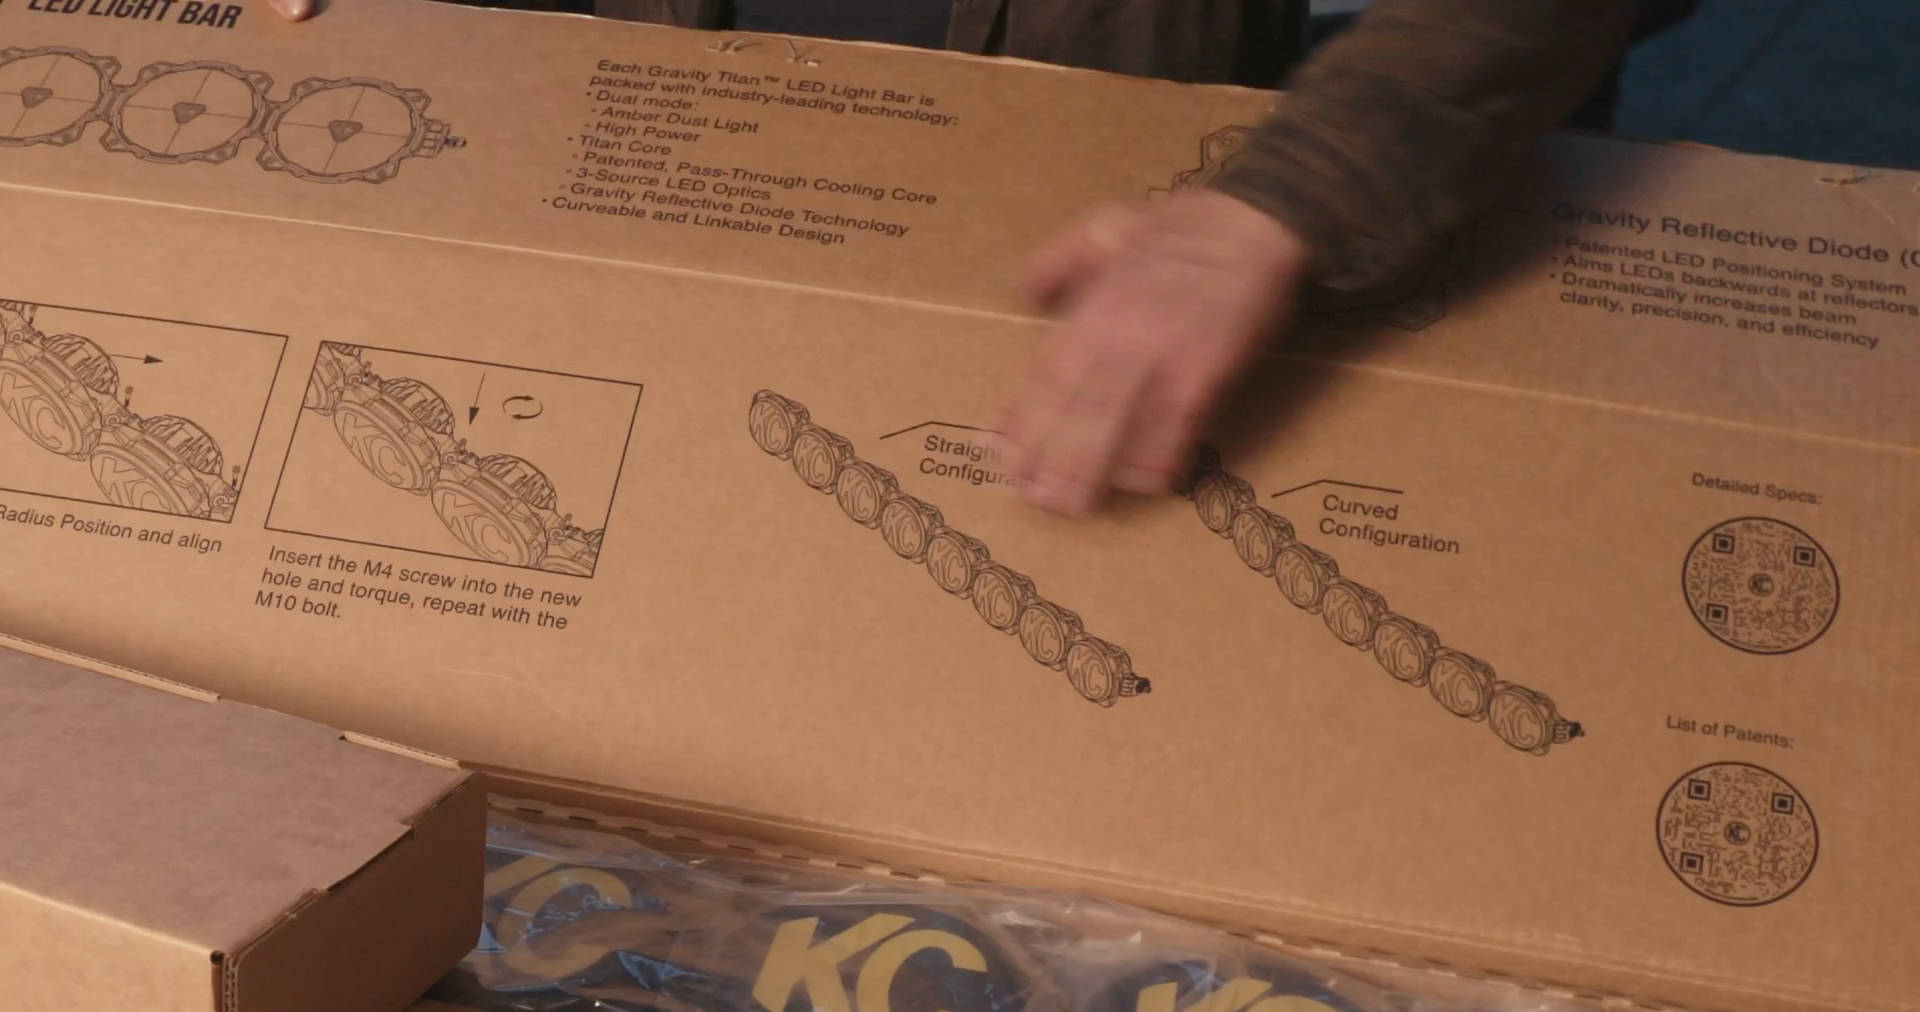 LED LIGHT BAR
Each Gravity Titan™ LED Light Bar is
packed with industry-leading technology:
• Dual mode:
- Amber Dust Light
- High Power
• Titan Core
- Patented, Pass-Through Cooling Core
- 3-Source LED Optics
- Gravity Reflective Diode Technology
• Curveable and Linkable Design
Gravity Reflective Diode (
• Patented LED Positioning System
• Aims LEDs backwards at reflectors
• Dramatically increases beam
clarity, precision, and efficiency
Radius Position and align
Insert the M4 screw into the new
hole and torque, repeat with the
M10 bolt.
Curved
Configuration
Detailed Specs:
List of Patents:
KC
KC